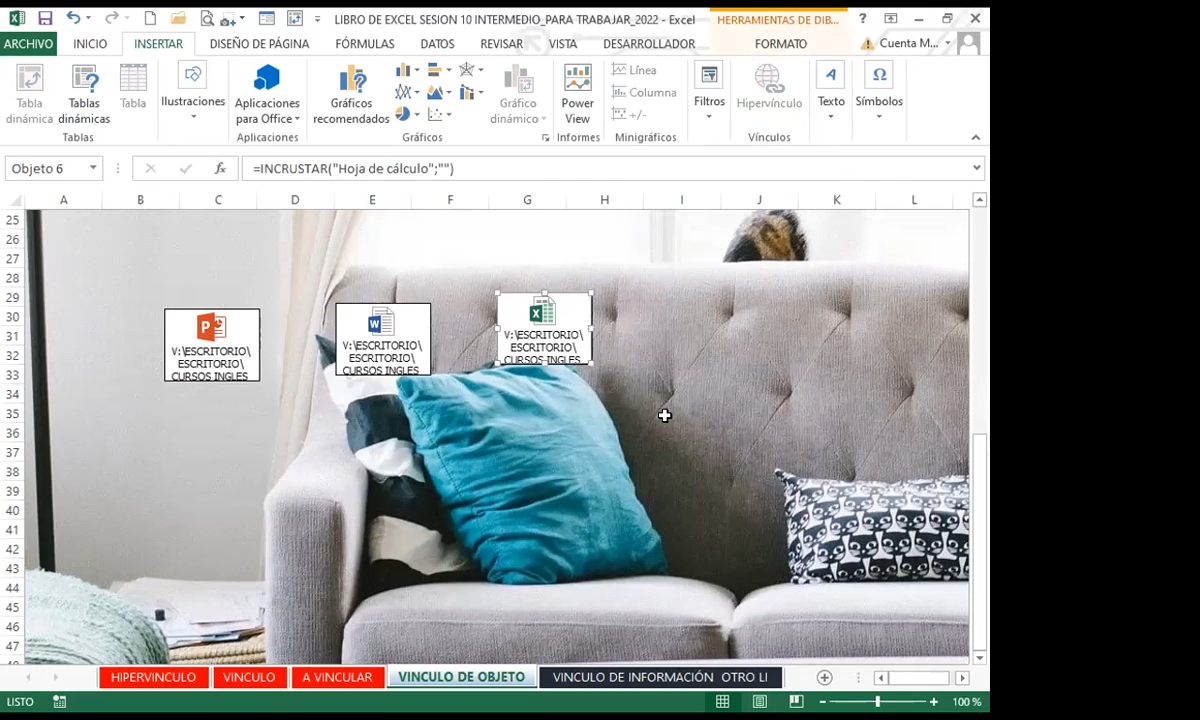 LIBRO DE EXCEL SESION 10 INTERMEDIO_PARA TRABAJAR_2022 - Excel
HERRAMIENTAS DE DIB...
ARCHIVO INICIO INSERTAR DISEÑO DE PÁGINA FÓRMULAS DATOS REVISAR VISTA DESARROLLADOR FORMATO Cuenta M...
Tabla dinámica
Tablas dinámicas
Tabla
Tablas
Ilustraciones
Aplicaciones para Office
Aplicaciones
Gráficos recomendados
Gráfico dinámico
Gráficos
Power View
Informes
Línea
Columna
+/-
Minigráficos
Filtros
Hipervínculo
Vínculos
Texto
Símbolos
Objeto 6
fx
=INCRUSTAR("Hoja de cálculo";"")
A B C D E F G H I J K L
25
26
27
28
29
30
31
32
33
34
35
36
37
38
39
40
41
42
43
44
45
46
47
V:\ESCRITORIO\
ESCRITORIO\
CURSOS INGLES
V:\ESCRITORIO\
ESCRITORIO\
CURSOS INGLES
V:\ESCRITORIO\
ESCRITORIO\
CURSOS INGLES
HIPERVINCULO VINCULO A VINCULAR VINCULO DE OBJETO VINCULO DE INFORMACIÓN OTRO LI
LISTO
100 %